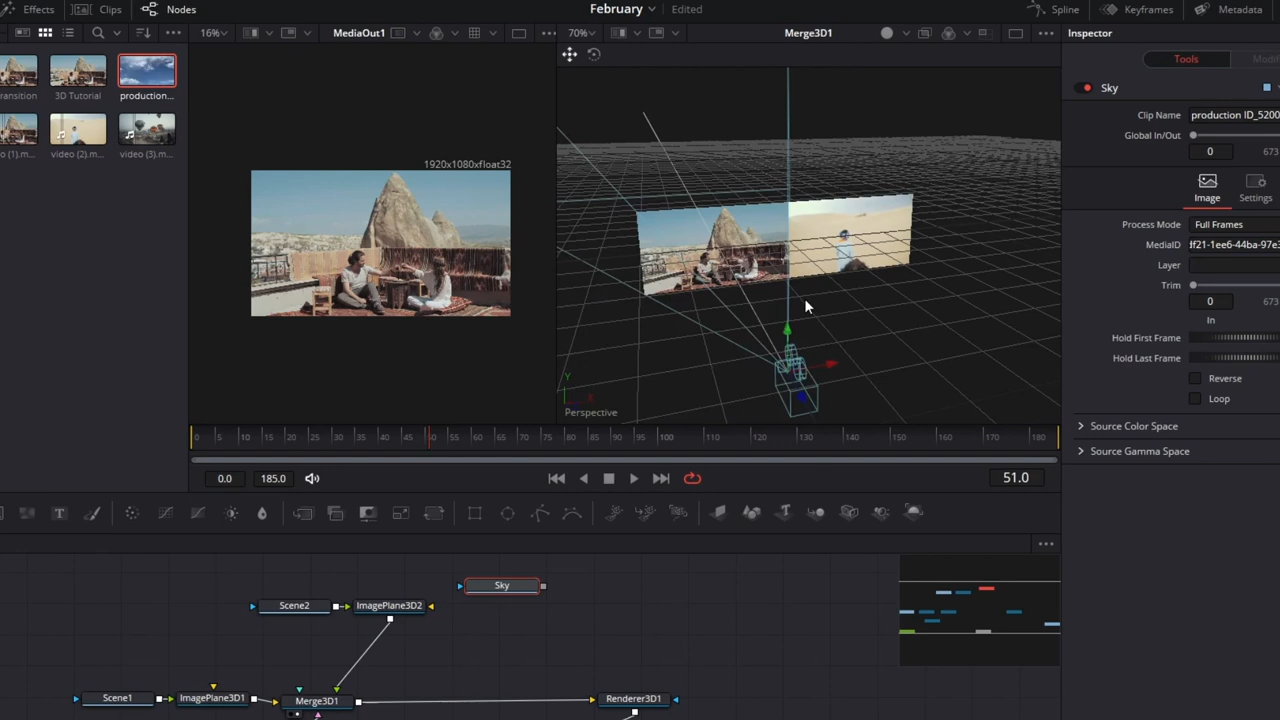 Effects
Clips
Nodes
February
Edited
Spline
Keyframes
Metadata
16%
MediaOut1
70%
Merge3D1
Inspector
Tools
Modi
Sky
Clip Name
production ID_5200
Global In/Out
0
673
Image
Settings
Process Mode
Full Frames
MediaID
ff21-1ee6-44ba-97e3
Layer
Trim
0
673
In
Hold First Frame
Hold Last Frame
Reverse
Loop
Source Color Space
Source Gamma Space
ransition
3D Tutorial
production...
o (1).m...
video (2).m...
video (3).m...
1920x1080xfloat32
Y
X
Perspective
0 5 10 15 20 25 30 35 40 45 50 55 60 65 70 75 80 85 90 95 100 110 120 130 140 150 160 170 180
0.0
185.0
51.0
T
Sky
Scene2
ImagePlane3D2
Scene1
ImagePlane3D1
Merge3D1
Renderer3D1